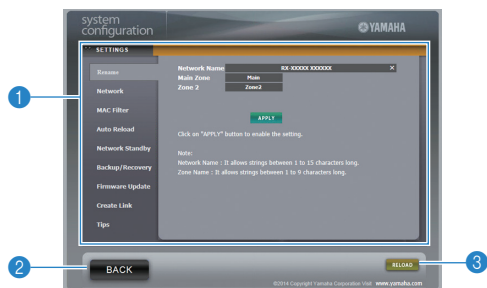 system
configuration
YAMAHA
SETTINGS
Rename
Network
MAC Filter
Auto Reload
Network Standby
Backup/Recovery
Firmware Update
Create Link
Tips
Network Name RX-XXXXX XXXXXX ×
Main Zone Main
Zone 2 Zone2
APPLY
Click on "APPLY" button to enable the setting.
Note:
Network Name : It allows strings between 1 to 15 characters long.
Zone Name : It allows strings between 1 to 9 characters long.
1
2
3
BACK
RELOAD
©2014 Copyright Yamaha Corporation Visit www.yamaha.com